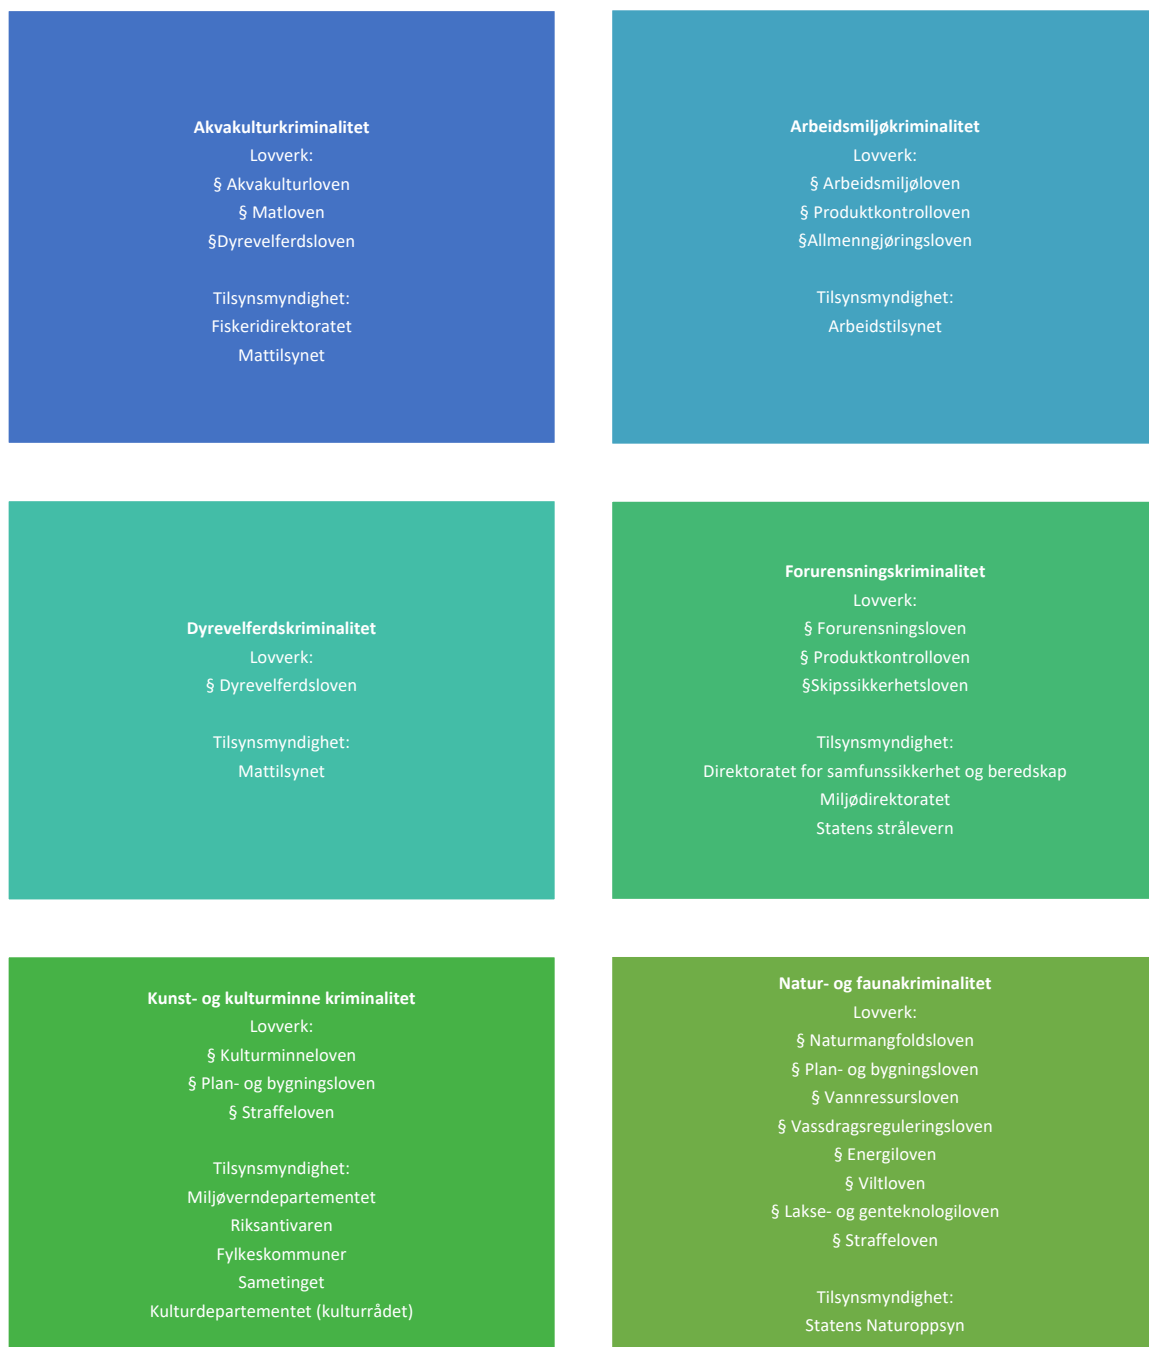 Akvakulturkriminalitet
Lovverk:
§ Akvakulturloven
§ Matloven
§Dyrevelferdsloven
Tilsynsmyndighet:
Fiskeridirektoratet
Mattilsynet
Arbeidsmiljøkriminalitet
Lovverk:
§ Arbeidsmiljøloven
§ Produktkontrolloven
§Allmenngjøringsloven
Tilsynsmyndighet:
Arbeidstilsynet
Dyrevelferdskriminalitet
Lovverk:
§ Dyrevelferdsloven
Tilsynsmyndighet:
Mattilsynet
Forurensningskriminalitet
Lovverk:
§ Forurensningsloven
§ Produktkontrolloven
§Skipssikkerhetsloven
Tilsynsmyndighet:
Direktoratet for samfunssikkerhet og beredskap
Miljødirektoratet
Statens strålevern
Kunst- og kulturminne kriminalitet
Lovverk:
§ Kulturminneloven
§ Plan- og bygningsloven
§ Straffeloven
Tilsynsmyndighet:
Miljøverndepartementet
Riksantivaren
Fylkeskommuner
Sametinget
Kulturdepartementet (kulturrådet)
Natur- og faunakriminalitet
Lovverk:
§ Naturmangfoldsloven
§ Plan- og bygningsloven
§ Vannressursloven
§ Vassdragsreguleringsloven
§ Energiloven
§ Viltloven
§ Lakse- og genteknologiloven
§ Straffeloven
Tilsynsmyndighet:
Statens Naturoppsyn